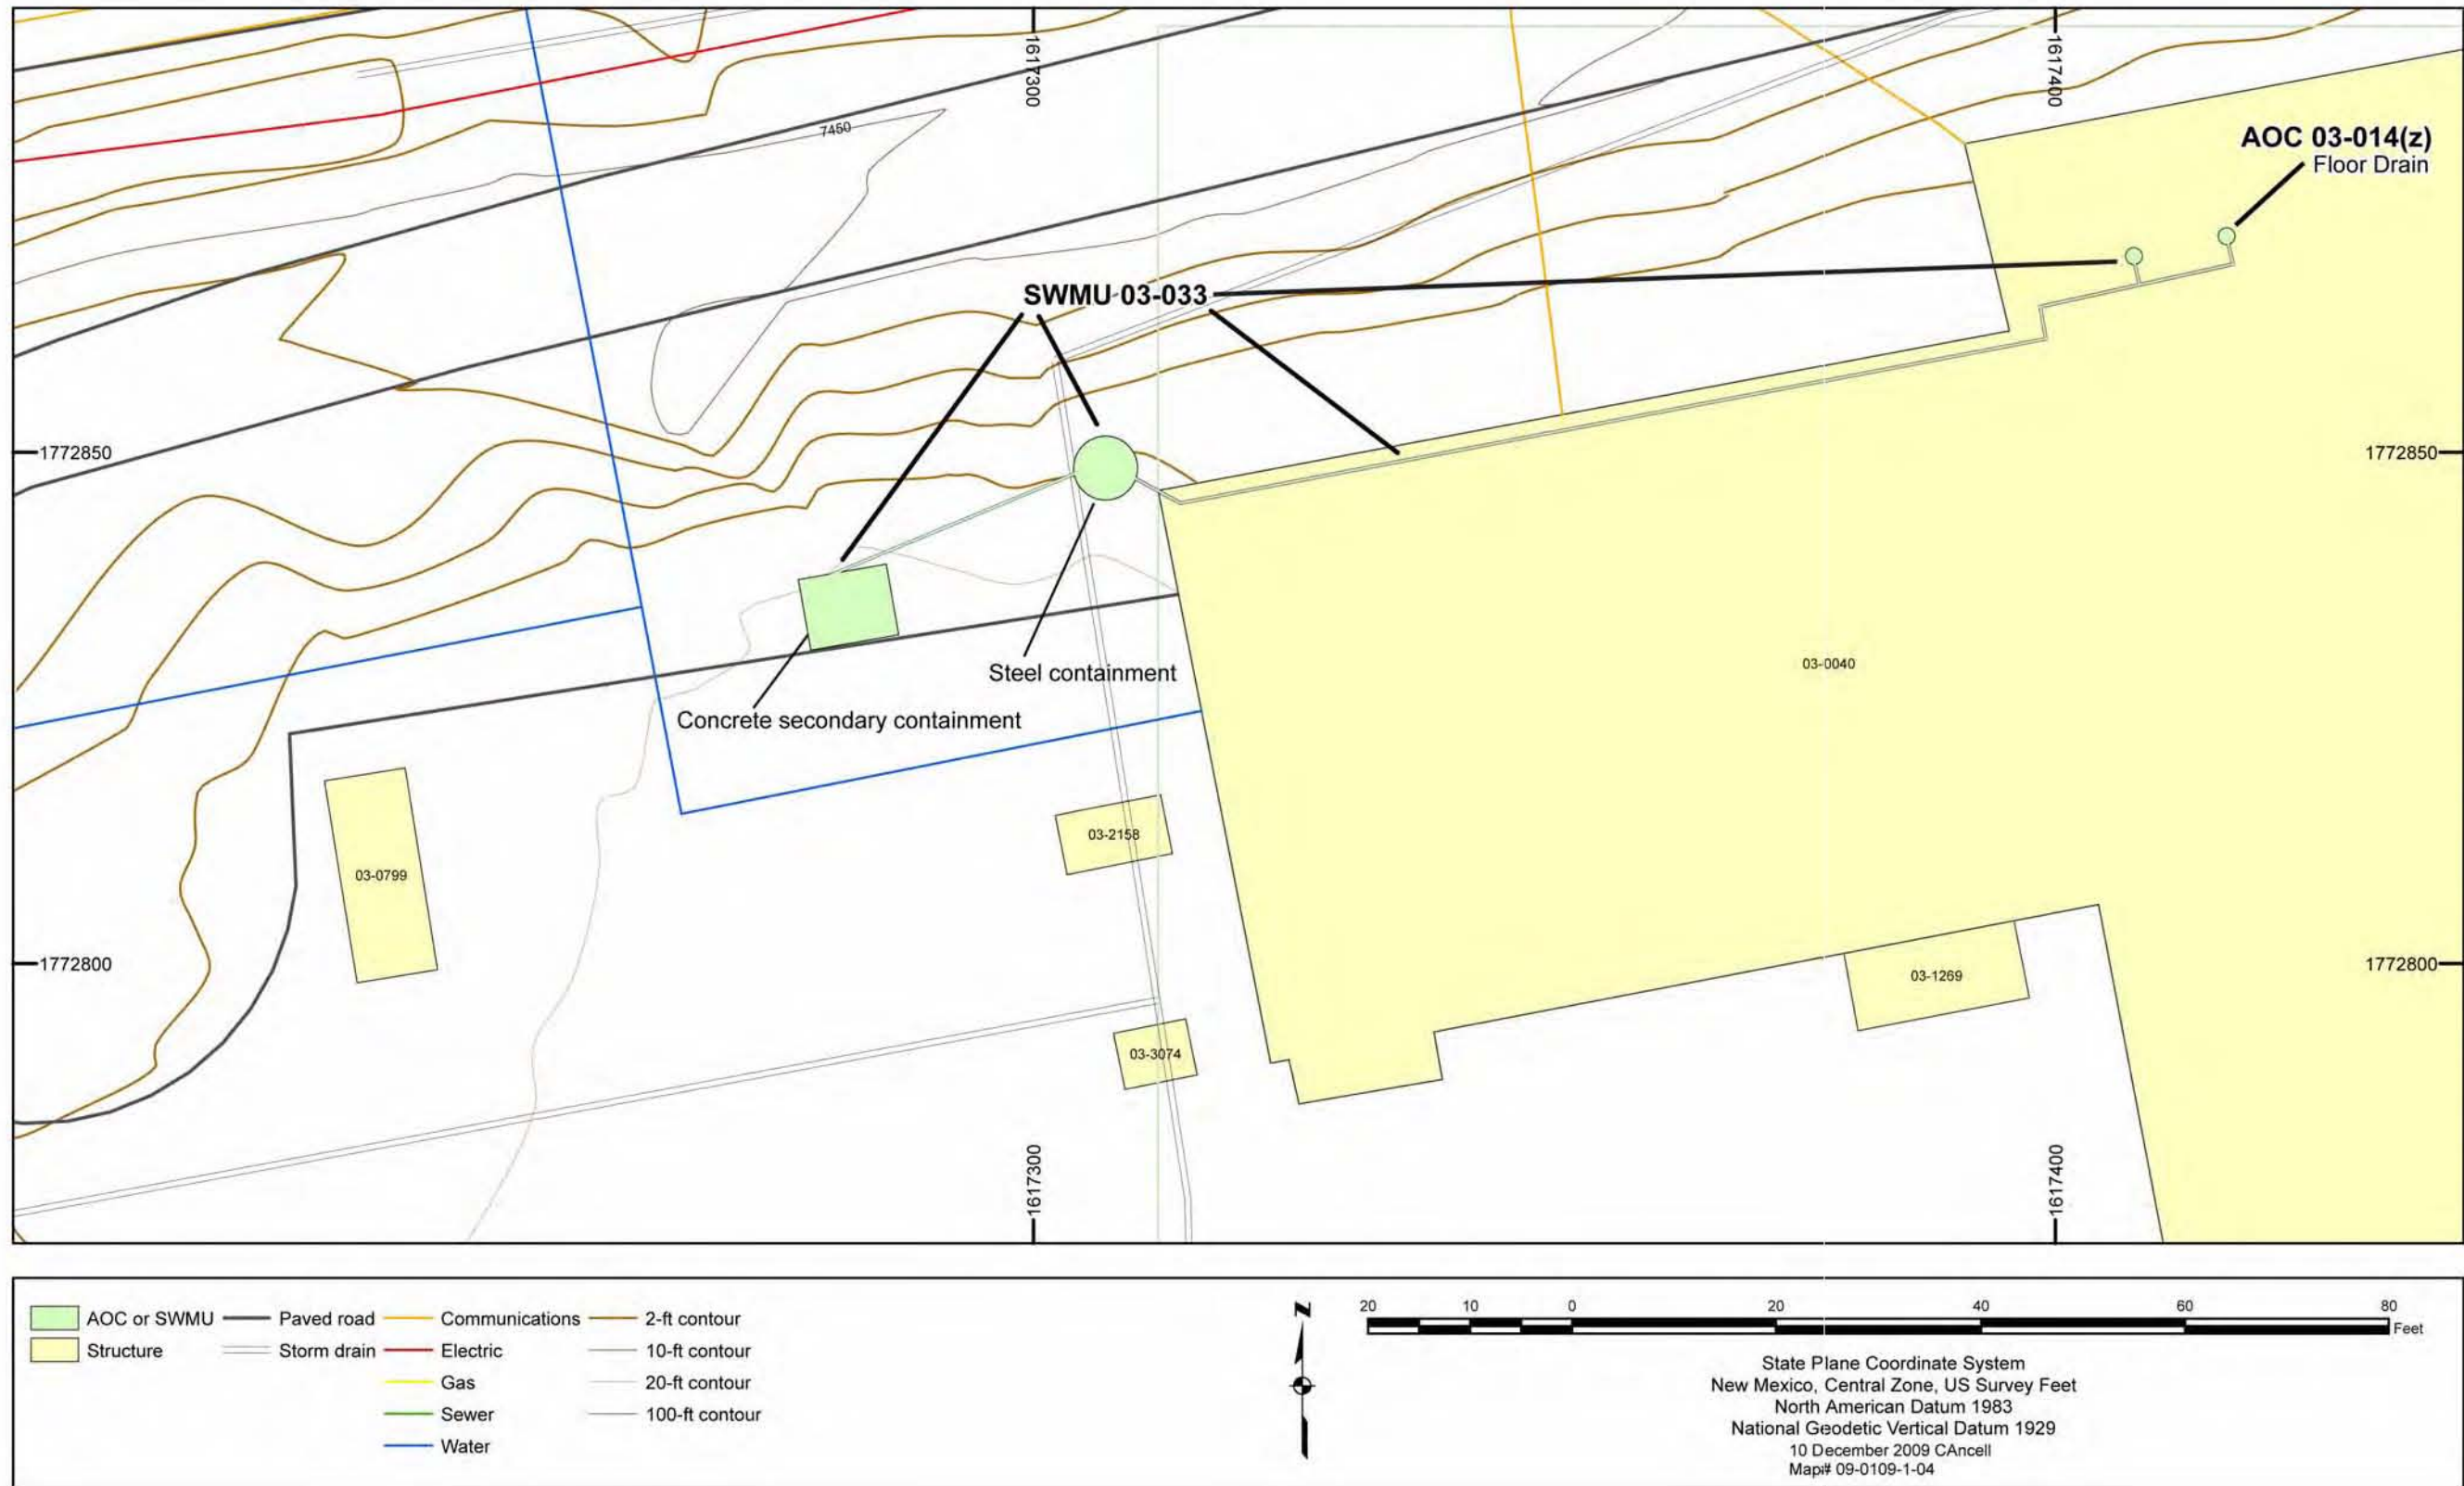 1617300
1617400
7450
AOC 03-014(z)
Floor Drain
SWMU 03-033
1772850
1772850
03-0040
Steel containment
Concrete secondary containment
03-2158
03-0799
1772800
1772800
03-1269
03-3074
1617300
1617400
AOC or SWMU
Structure
Paved road
Storm drain
Communications
Electric
Gas
Sewer
Water
2-ft contour
10-ft contour
20-ft contour
100-ft contour
N
20 10 0 20 40 60 80
Feet
State Plane Coordinate System
New Mexico, Central Zone, US Survey Feet
North American Datum 1983
National Geodetic Vertical Datum 1929
10 December 2009 CAncell
Map# 09-0109-1-04